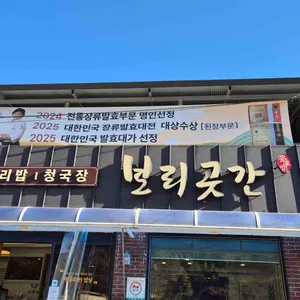 2024 전통장류발효부문 명인선정
2025 대한민국 장류발효대전 대상수상 [된장부문]
2025 대한민국 발효대가 선정
리밥 | 청국장
보리곳간